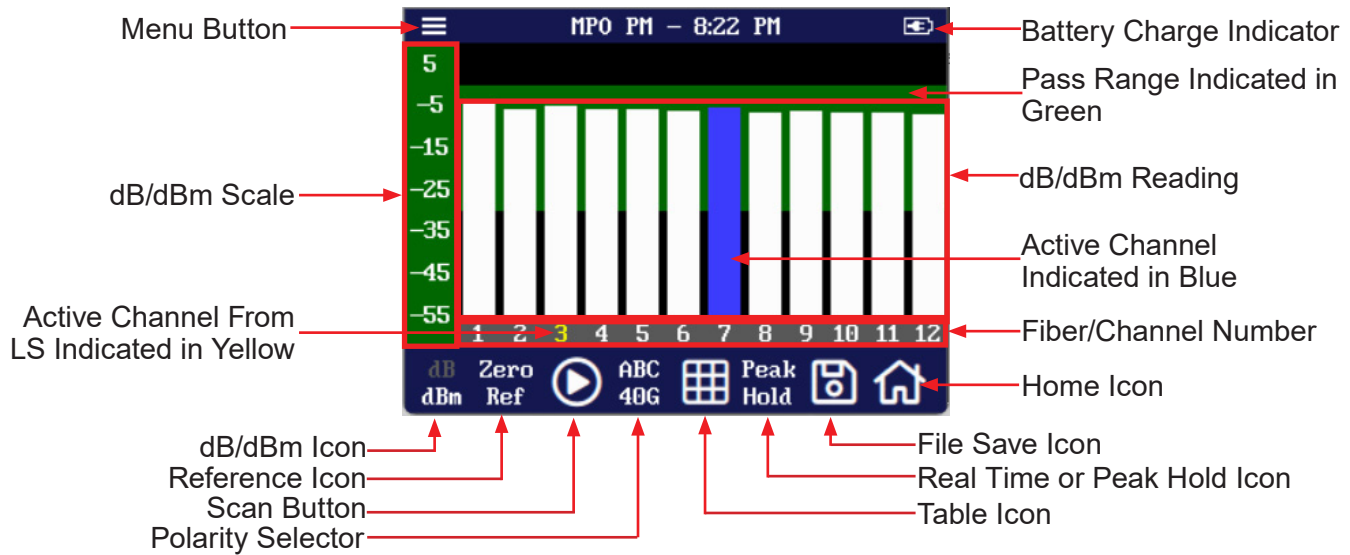 Menu Button
MPO PM – 8:22 PM
Battery Charge Indicator
Pass Range Indicated in
Green
5
–5
–15
–25
–35
–45
–55
dB/dBm Scale
dB/dBm Reading
Active Channel
Indicated in Blue
Active Channel From
LS Indicated in Yellow
1 2 3 4 5 6 7 8 9 10 11 12
Fiber/Channel Number
dB Zero ABC Peak
dBm Ref 40G Hold
Home Icon
dB/dBm Icon
Reference Icon
Scan Button
Polarity Selector
File Save Icon
Real Time or Peak Hold Icon
Table Icon